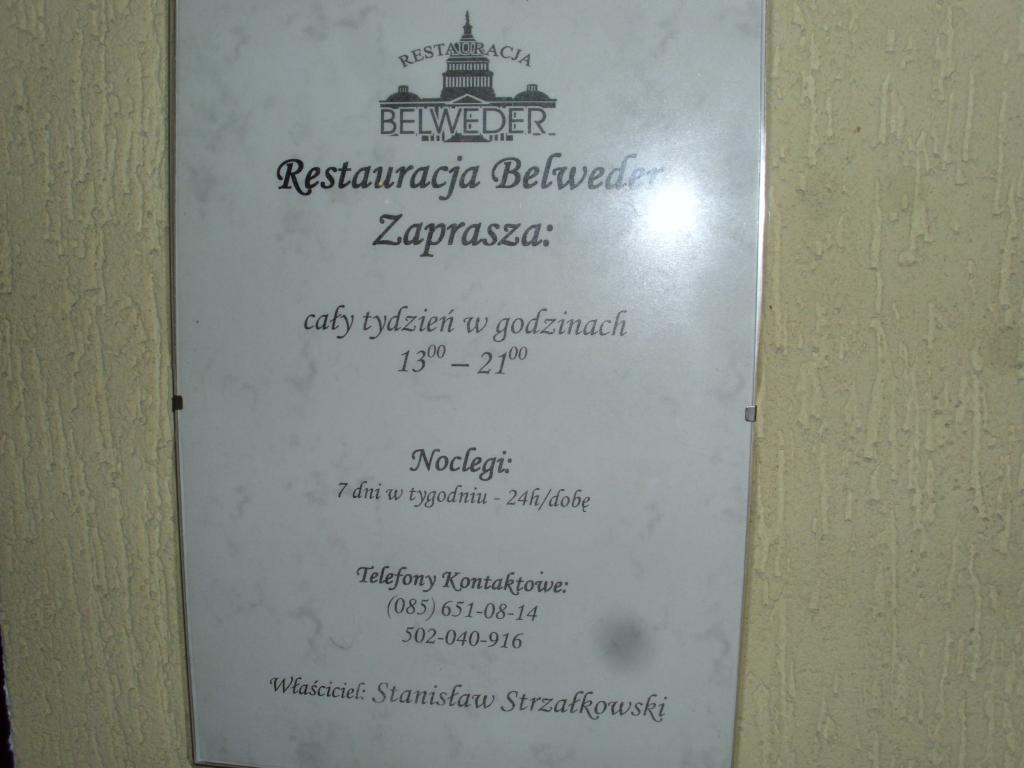 RESTAURACJA
BELWEDER
Restauracja Belweder
Zaprasza:
cały tydzień w godzinach
13⁰⁰ – 21⁰⁰
Noclegi:
7 dni w tygodniu - 24h/dobę
Telefony Kontaktowe:
(085) 651-08-14
502-040-916
Właściciel: Stanisław Strzałkowski